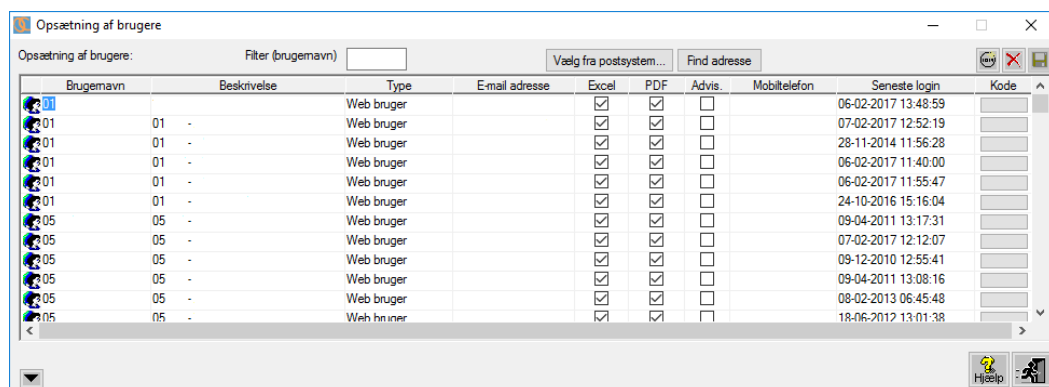 Opsætning af brugere
Opsætning af brugere: Filter (brugernavn) Vælg fra postsystem... Find adresse
Brugernavn Beskrivelse Type E-mail adresse Excel PDF Advis. Mobiltelefon Seneste login Kode
01 Web bruger 06-02-2017 13:48:59
01 01 - Web bruger 07-02-2017 12:52:19
01 01 - Web bruger 28-11-2014 11:56:28
01 01 - Web bruger 06-02-2017 11:40:00
01 01 - Web bruger 06-02-2017 11:55:47
01 01 - Web bruger 24-10-2016 15:16:04
05 05 - Web bruger 09-04-2011 13:17:31
05 05 - Web bruger 07-02-2017 12:12:07
05 05 - Web bruger 09-12-2010 12:55:41
05 05 - Web bruger 09-04-2011 13:08:16
05 05 - Web bruger 08-02-2013 06:45:48
05 05 - Web bruger 18-06-2012 13:01:38
Hjælp